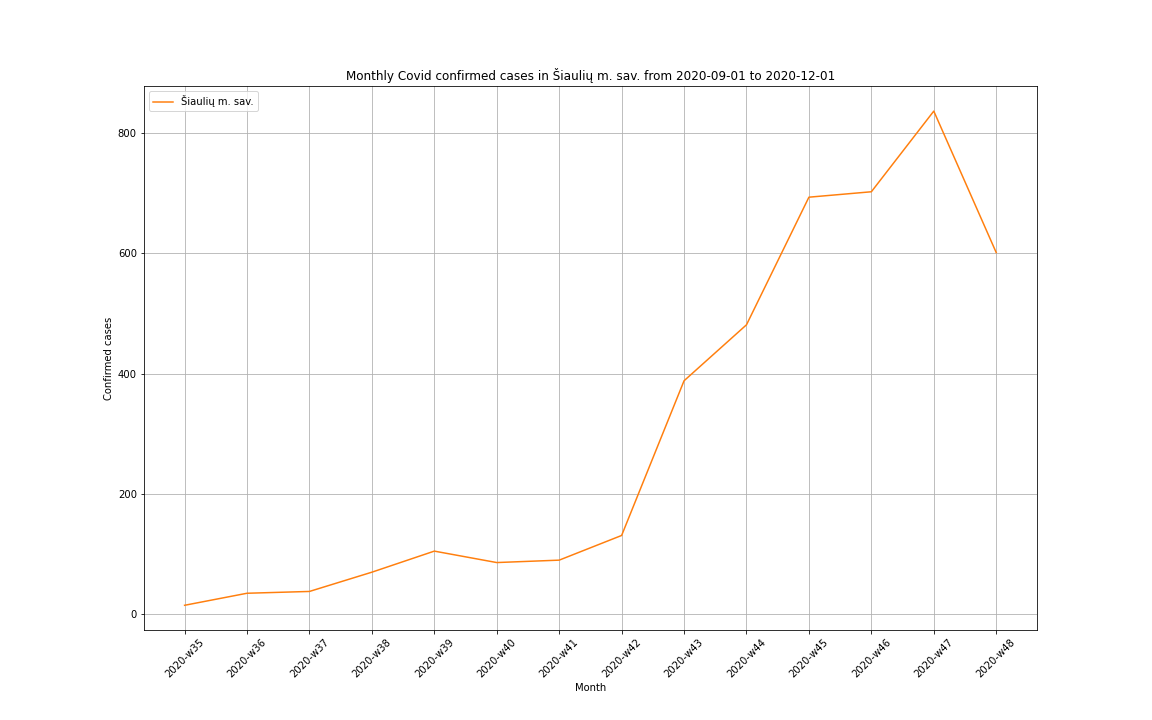 Monthly Covid confirmed cases in Šiaulių m. sav. from 2020-09-01 to 2020-12-01
Šiaulių m. sav.
800
600
400
200
0
Confirmed cases
2020-w35
2020-w36
2020-w37
2020-w38
2020-w39
2020-w40
2020-w41
2020-w42
2020-w43
2020-w44
2020-w45
2020-w46
2020-w47
2020-w48
Month